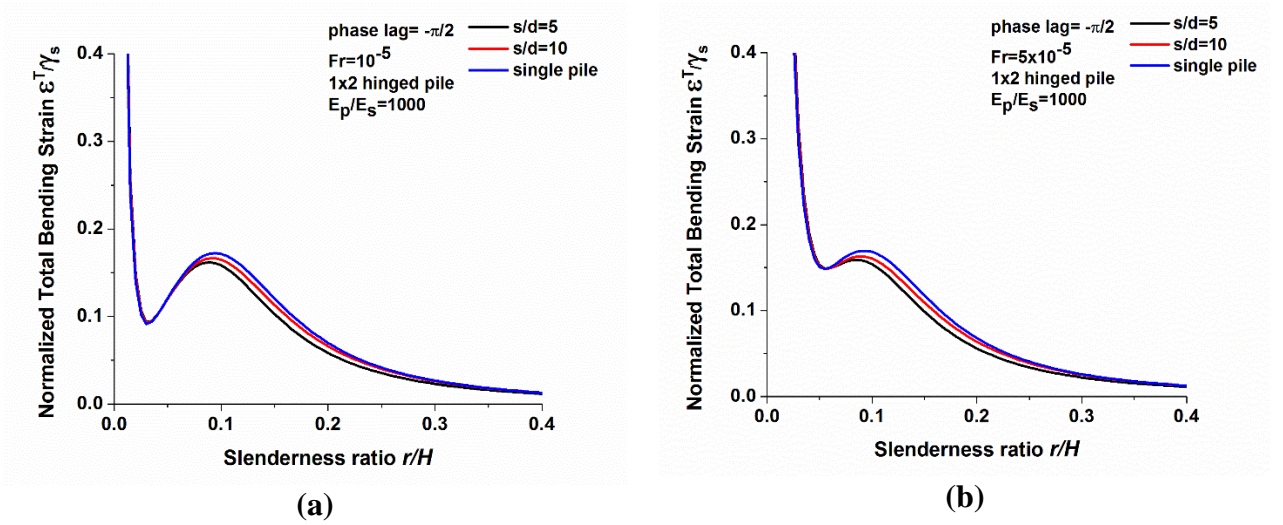 phase lag= -π/2
Fr=10⁻⁵
1x2 hinged pile
Eₚ/Eₛ=1000
s/d=5
s/d=10
single pile
Normalized Total Bending Strain εᵀ/γₛ
0.4
0.3
0.2
0.1
0.0
0.0 0.1 0.2 0.3 0.4
Slenderness ratio r/H
(a)
phase lag= -π/2
Fr=5x10⁻⁵
1x2 hinged pile
Eₚ/Eₛ=1000
s/d=5
s/d=10
single pile
Normalized Total Bending Strain εᵀ/γₛ
0.4
0.3
0.2
0.1
0.0
0.0 0.1 0.2 0.3 0.4
Slenderness ratio r/H
(b)